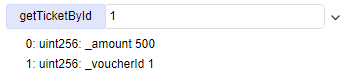 getTicketById 1
0: uint256: _amount 500
1: uint256: _voucherId 1